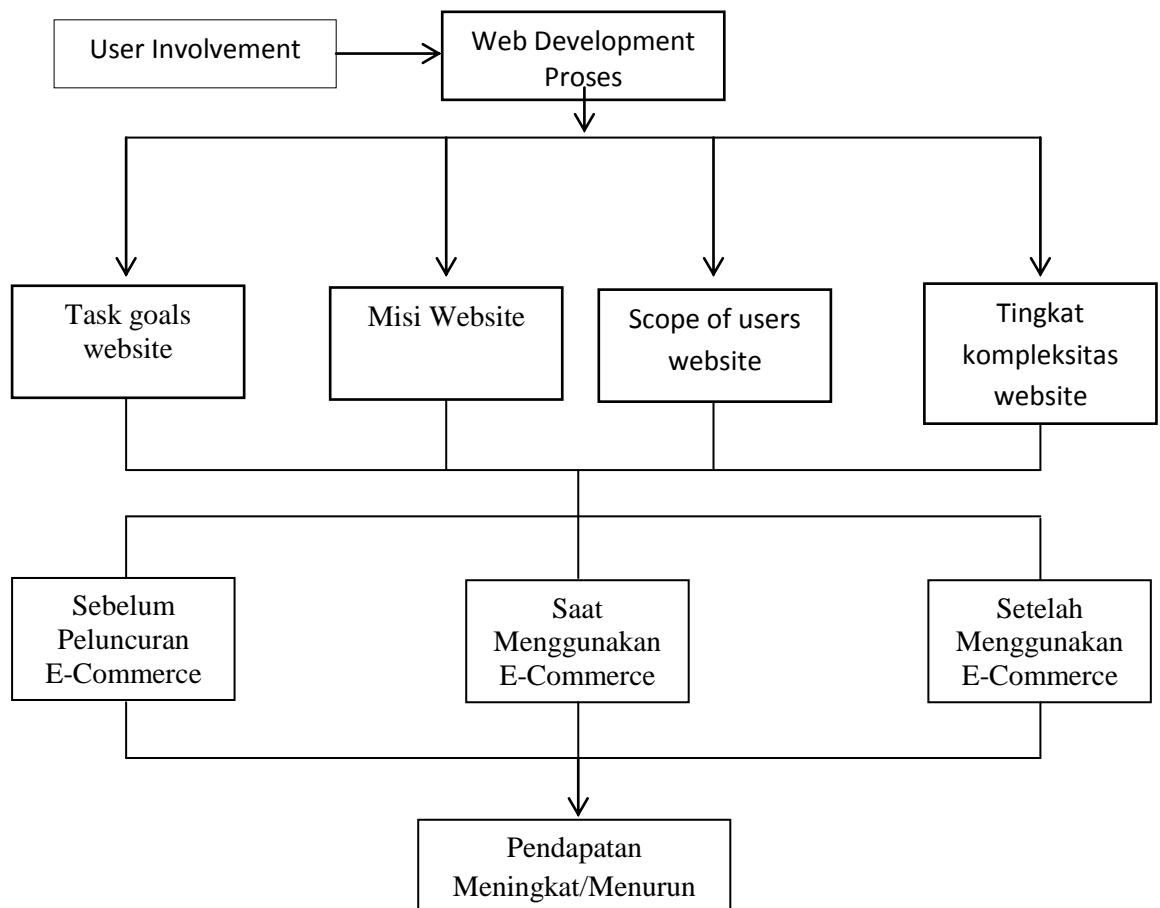 User Involvement
Web Development
Proses
Task goals
website
Misi Website
Scope of users
website
Tingkat
kompleksitas
website
Sebelum
Peluncuran
E-Commerce
Saat
Menggunakan
E-Commerce
Setelah
Menggunakan
E-Commerce
Pendapatan
Meningkat/Menurun